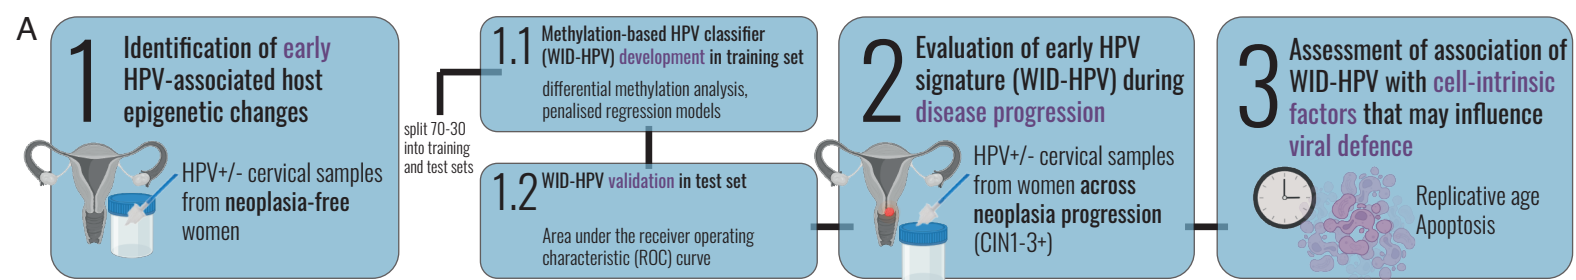 A
1
Identification of early
HPV-associated host
epigenetic changes
HPV+/- cervical samples
from neoplasia-free
women
split 70-30
into training
and test sets
1.1
Methylation-based HPV classifier
(WID-HPV) development in training set
differential methylation analysis,
penalised regression models
1.2
WID-HPV validation in test set
Area under the receiver operating
characteristic (ROC) curve
2
Evaluation of early HPV
signature (WID-HPV) during
disease progression
HPV+/- cervical samples
from women across
neoplasia progression
(CIN1-3+)
3
Assessment of association of
WID-HPV with cell-intrinsic
factors that may influence
viral defence
Replicative age
Apoptosis